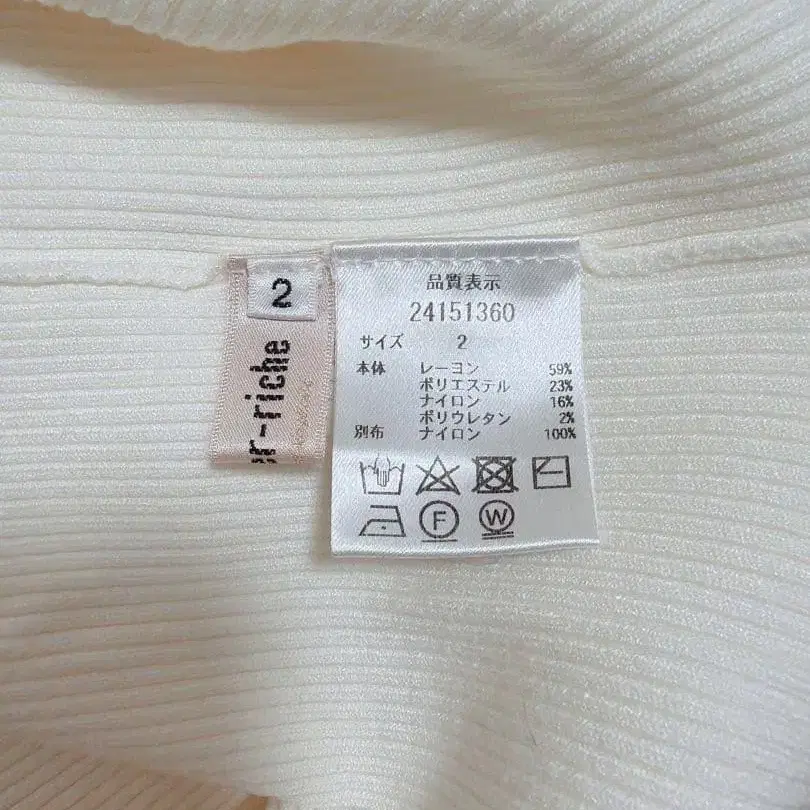 2
er-riche
品質表示
24151360
サイズ 2
本体 レーヨン 59%
ポリエステル 23%
ナイロン 16%
ポリウレタン 2%
別布 ナイロン 100%
F W